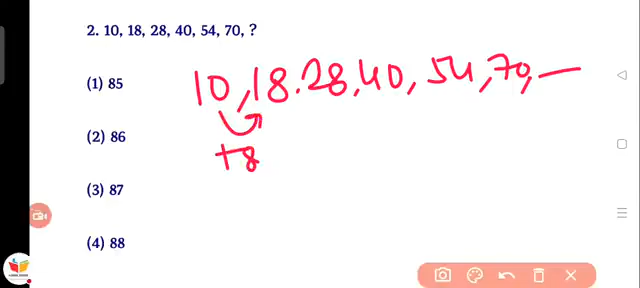 2. 10, 18, 28, 40, 54, 70, ?
10, 18. 28, 40, 54, 70, —
+8
(1) 85
(2) 86
(3) 87
(4) 88